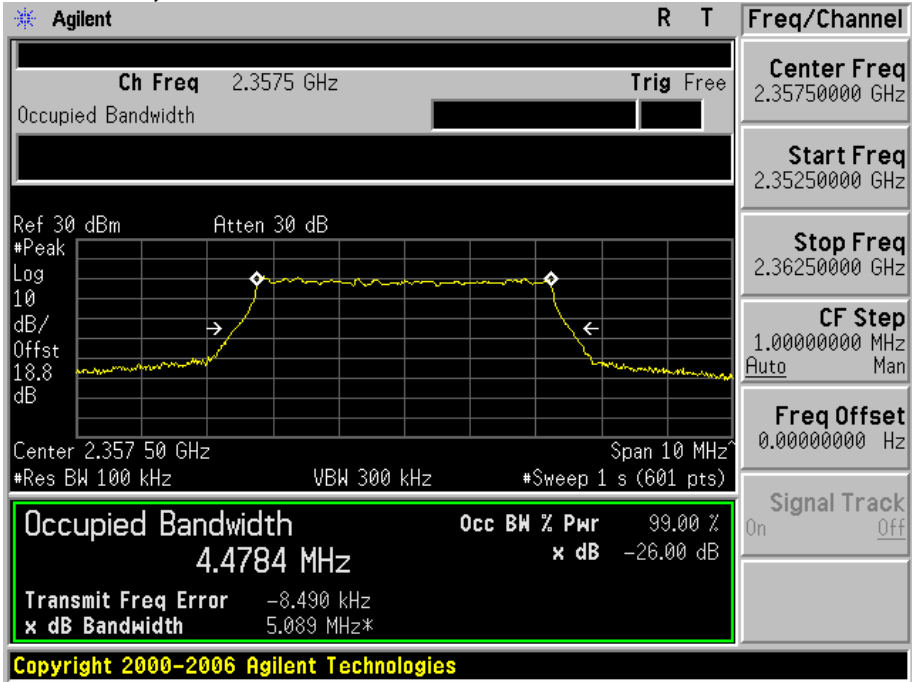 Agilent R T
Freq/Channel
Ch Freq 2.3575 GHz Trig Free
Occupied Bandwidth
Center Freq
2.35750000 GHz
Start Freq
2.35250000 GHz
Stop Freq
2.36250000 GHz
CF Step
1.00000000 MHz
Auto Man
Freq Offset
0.00000000 Hz
Signal Track
On Off
Ref 30 dBm Atten 30 dB
#Peak
Log
10
dB/
Offst
18.8
dB
Center 2.357 50 GHz Span 10 MHz^
#Res BW 100 kHz VBW 300 kHz #Sweep 1 s (601 pts)
Occupied Bandwidth
4.4784 MHz
Occ BW % Pwr 99.00 %
x dB -26.00 dB
Transmit Freq Error -8.490 kHz
x dB Bandwidth 5.089 MHz*
Copyright 2000-2006 Agilent Technologies